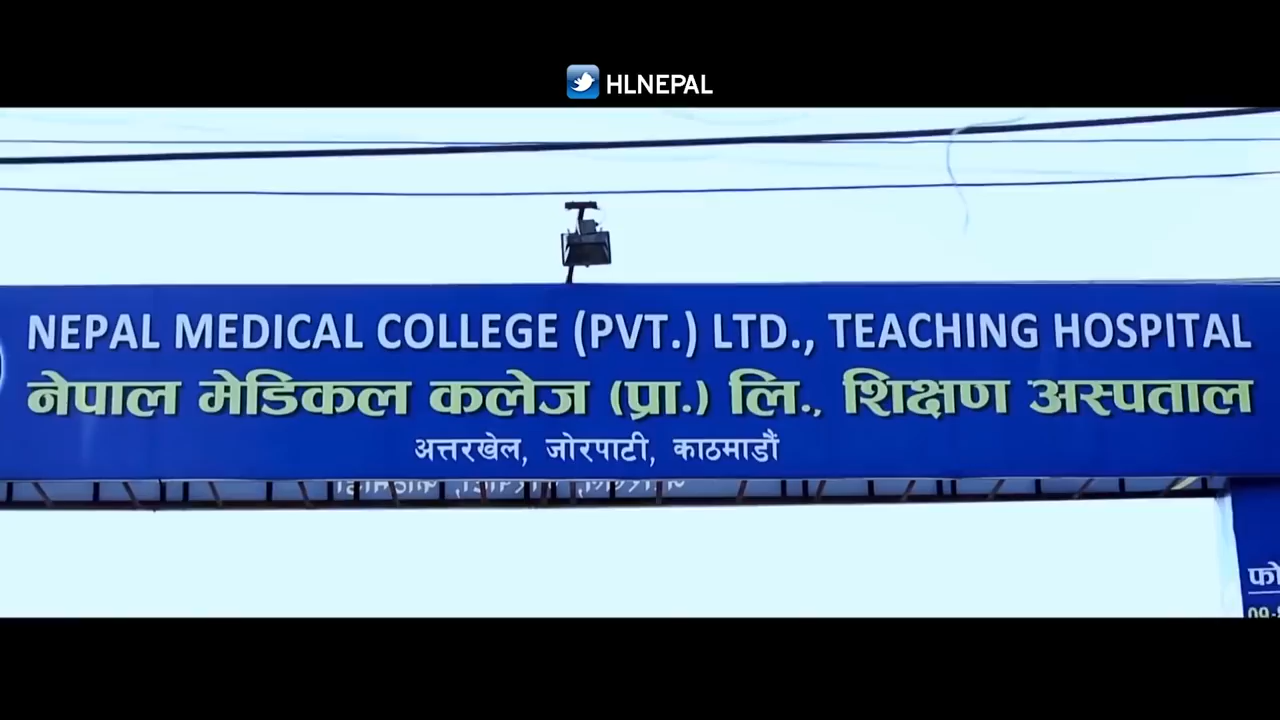 HLNEPAL
NEPAL MEDICAL COLLEGE (PVT.) LTD., TEACHING HOSPITAL
नेपाल मेडिकल कलेज (प्रा.) लि., शिक्षण अस्पताल
अत्तरखेल, जोरपाटी, काठमाडौं